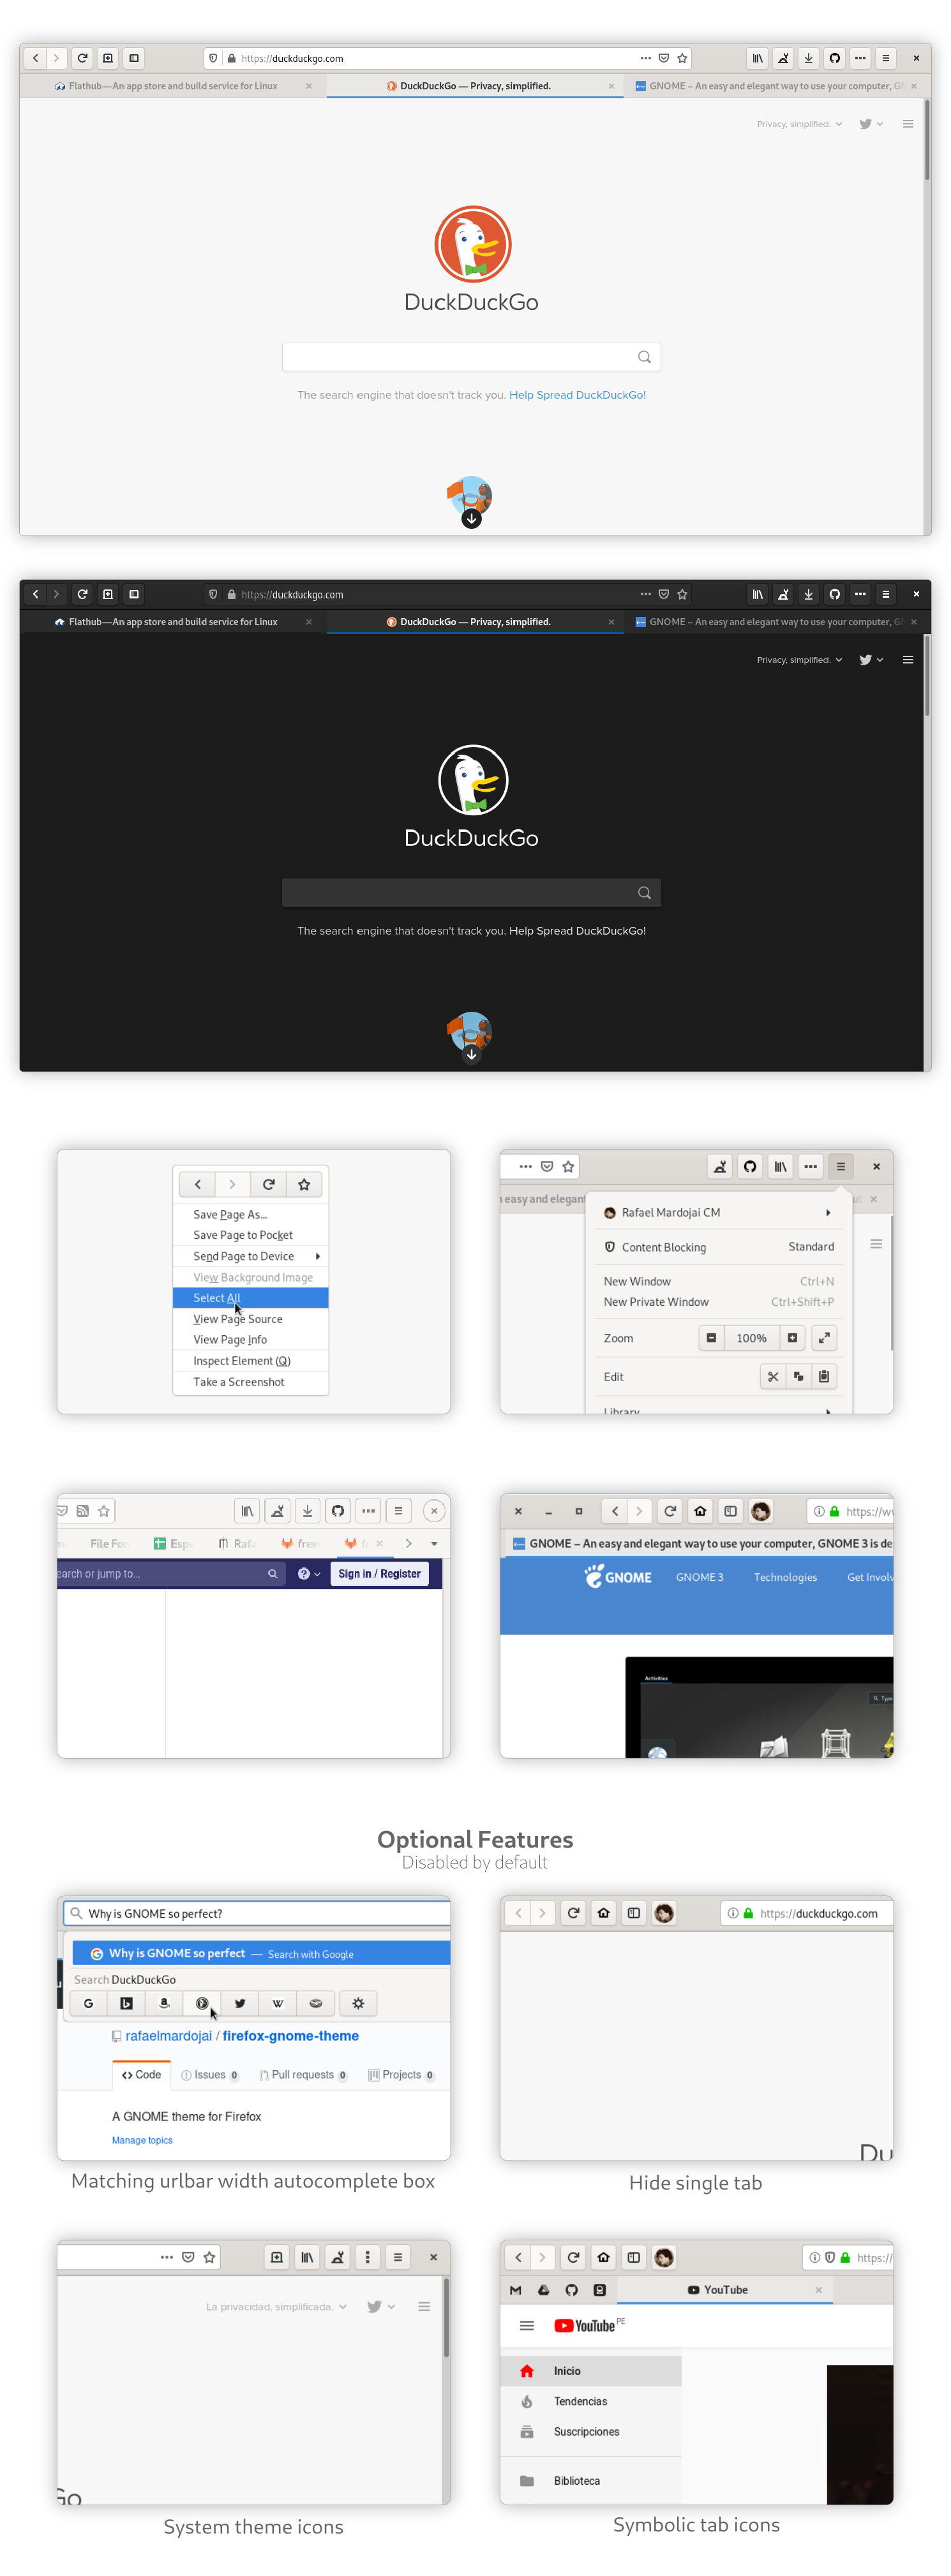 https://duckduckgo.com
Flathub—An app store and build service for Linux
DuckDuckGo — Privacy, simplified.
GNOME – An easy and elegant way to use your computer, G
Privacy, simplified.
DuckDuckGo
The search engine that doesn't track you. Help Spread DuckDuckGo!
https://duckduckgo.com
Flathub—An app store and build service for Linux
DuckDuckGo — Privacy, simplified.
GNOME – An easy and elegant way to use your computer, G
Privacy, simplified.
DuckDuckGo
The search engine that doesn't track you. Help Spread DuckDuckGo!
Save Page As...
Save Page to Pocket
Send Page to Device
View Background Image
Select All
View Page Source
View Page Info
Inspect Element (Q)
Take a Screenshot
easy and elegan
Rafael Mardojai CM
Content Blocking Standard
New Window Ctrl+N
New Private Window Ctrl+Shift+P
Zoom 100%
Edit
Library
File For
Espe
Rafa
free
earch or jump to...
Sign in / Register
https://w
GNOME – An easy and elegant way to use your computer, GNOME 3 is de
GNOME GNOME 3 Technologies Get Involv
Activities
Type
Optional Features
Disabled by default
Why is GNOME so perfect?
Why is GNOME so perfect — Search with Google
Search DuckDuckGo
rafaelmardojai / firefox-gnome-theme
Code Issues 0 Pull requests 0 Projects 0
A GNOME theme for Firefox
Manage topics
Matching urlbar width autocomplete box
https://duckduckgo.com
Du
Hide single tab
La privacidad, simplificada.
Go
System theme icons
https://
YouTube
YouTube PE
Inicio
Tendencias
Suscripciones
Biblioteca
Symbolic tab icons